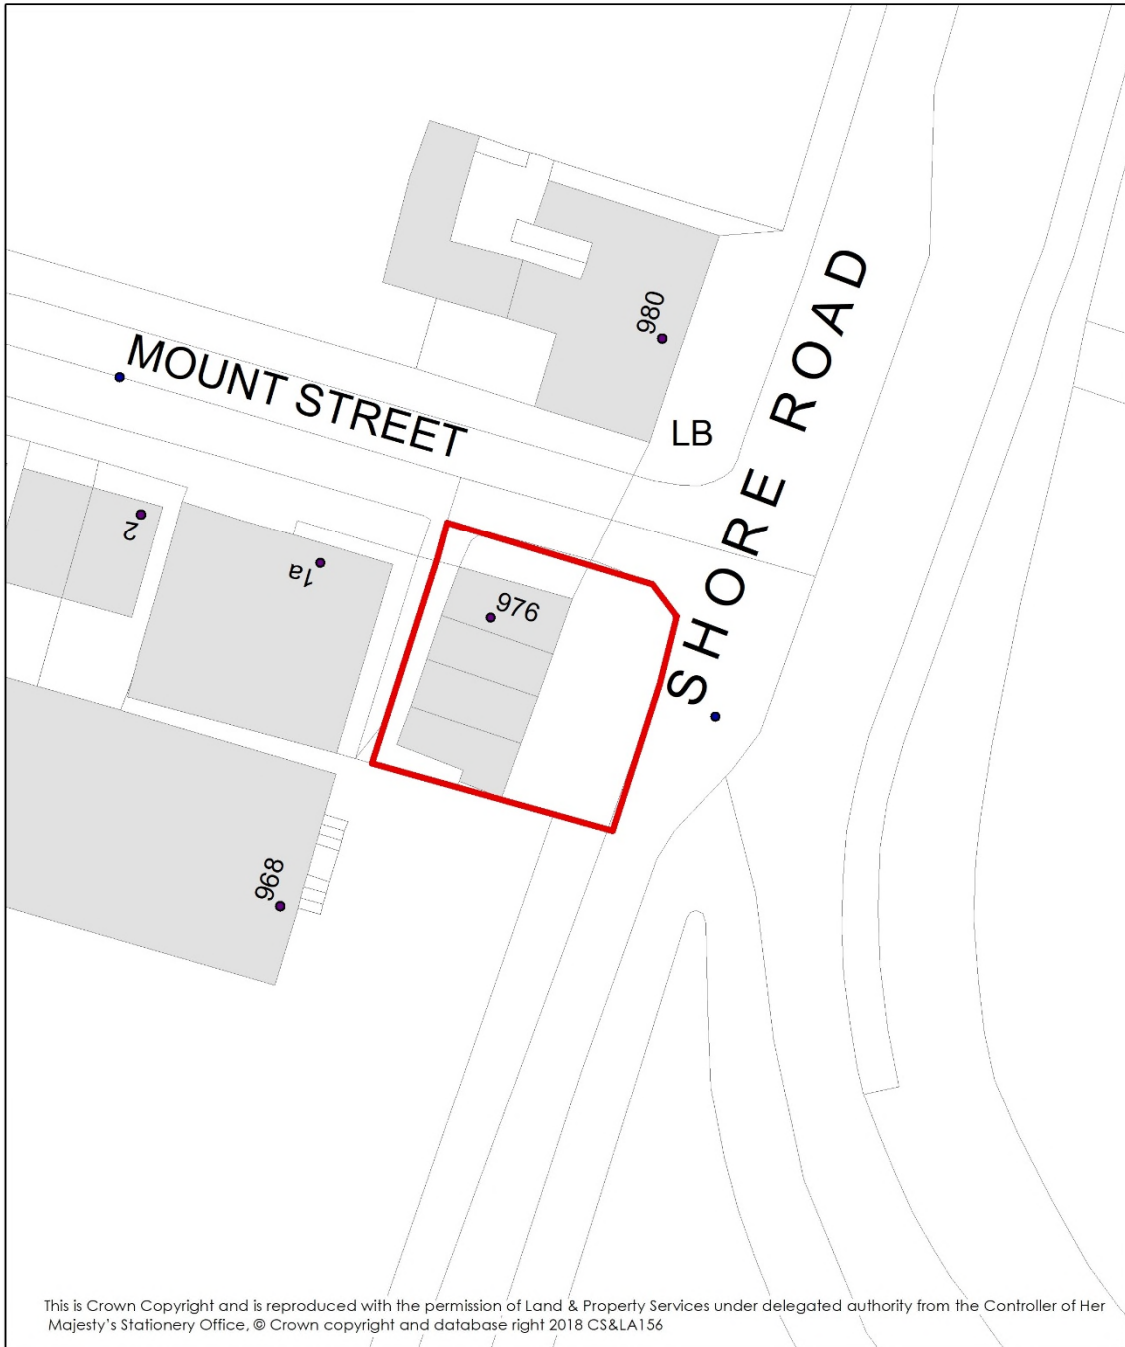 980
MOUNT STREET
LB
SHORE ROAD
2
1a
976
968
This is Crown Copyright and is reproduced with the permission of Land & Property Services under delegated authority from the Controller of Her
Majesty's Stationery Office, © Crown copyright and database right 2018 CS&LA156